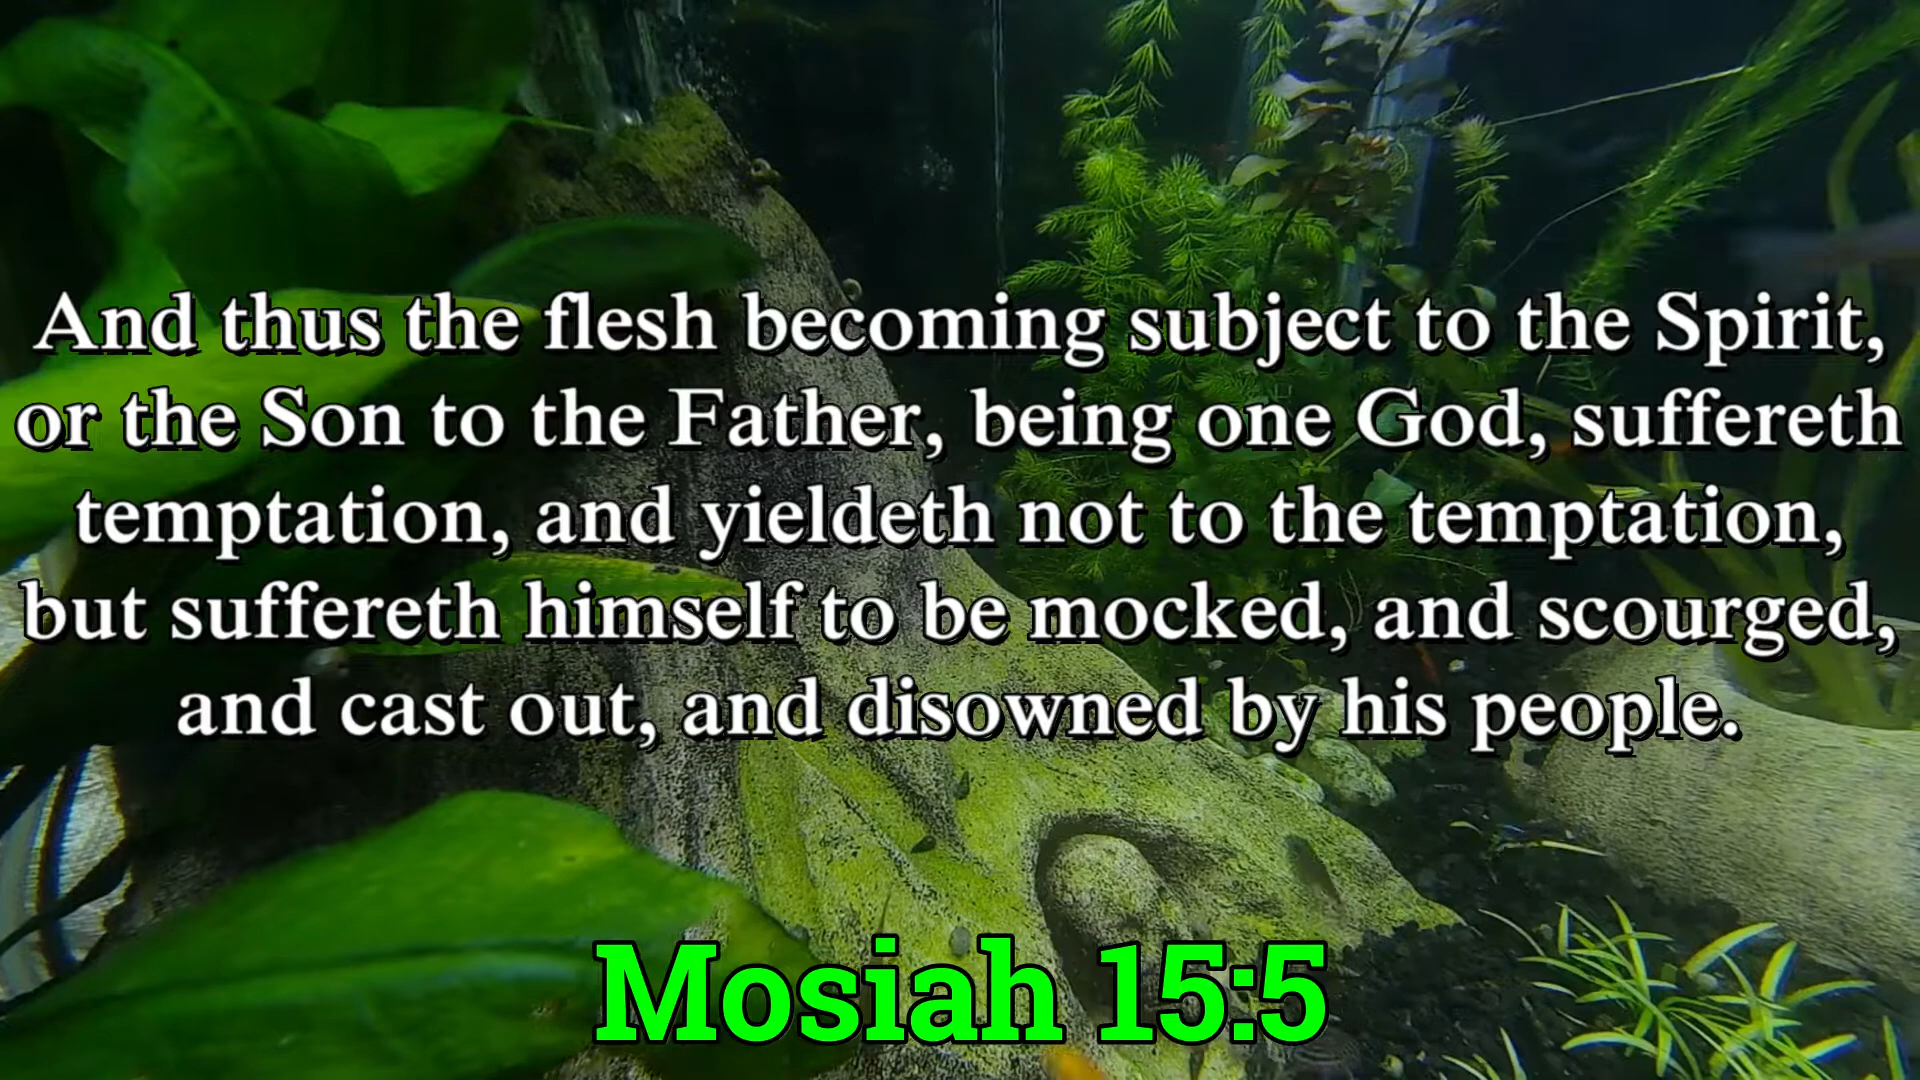 And thus the flesh becoming subject to the Spirit,
or the Son to the Father, being one God, suffereth
temptation, and yieldeth not to the temptation,
but suffereth himself to be mocked, and scourged,
and cast out, and disowned by his people.
Mosiah 15:5